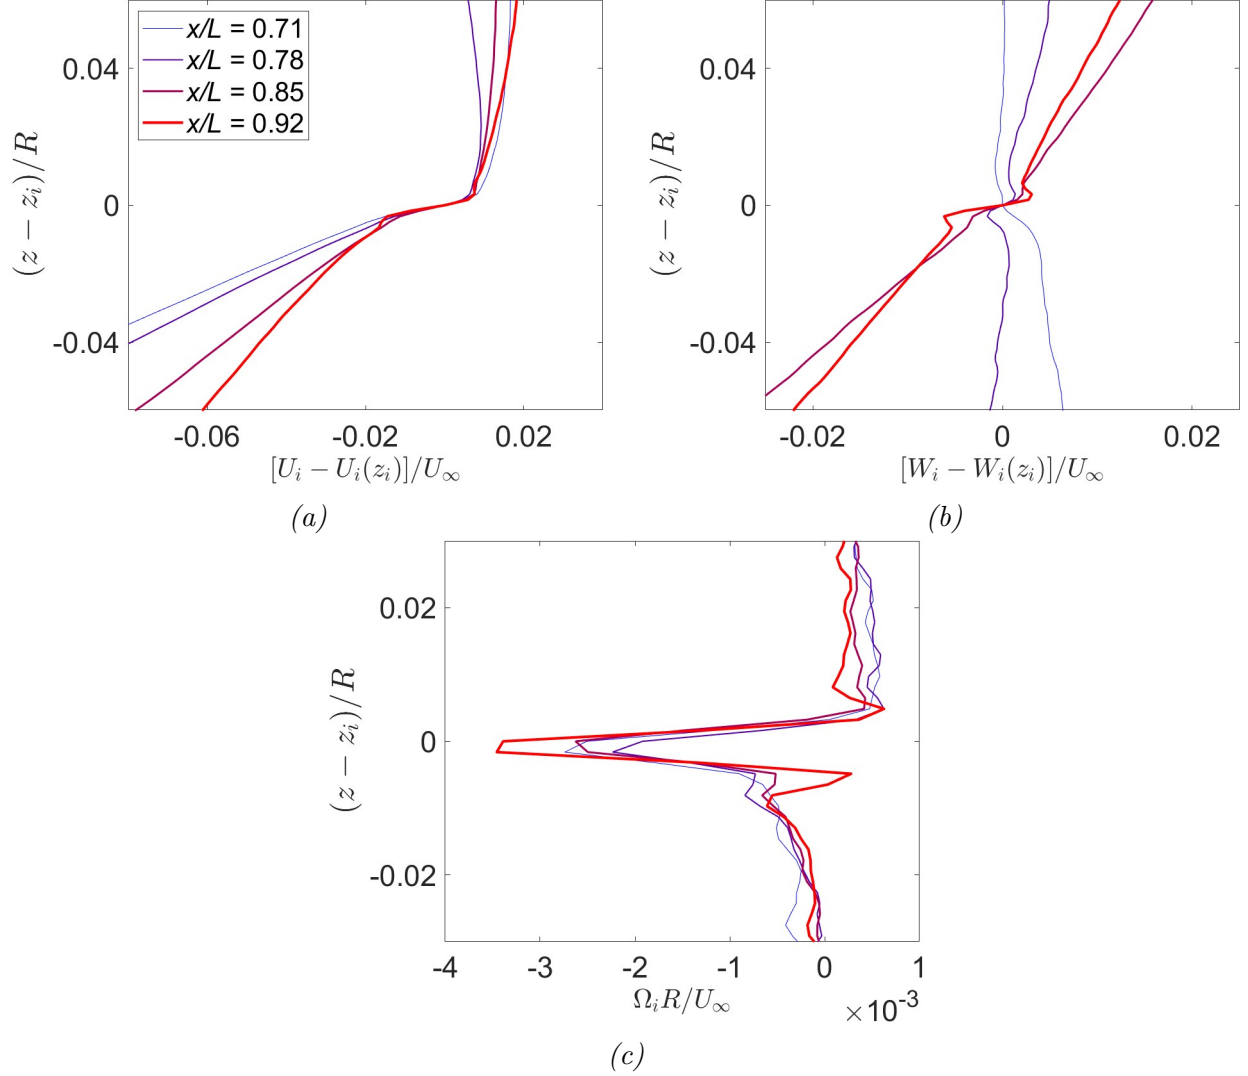 x/L = 0.71
x/L = 0.78
x/L = 0.85
x/L = 0.92
0.04
0
-0.04
(z − z_i)/R
-0.06
-0.02
0.02
[U_i − U_i(z_i)]/U_∞
(a)
0.04
0
-0.04
(z − z_i)/R
-0.02
0
0.02
[W_i − W_i(z_i)]/U_∞
(b)
0.02
0
-0.02
(z − z_i)/R
-4
-3
-2
-1
0
1
×10^-3
Ω_i R/U_∞
(c)